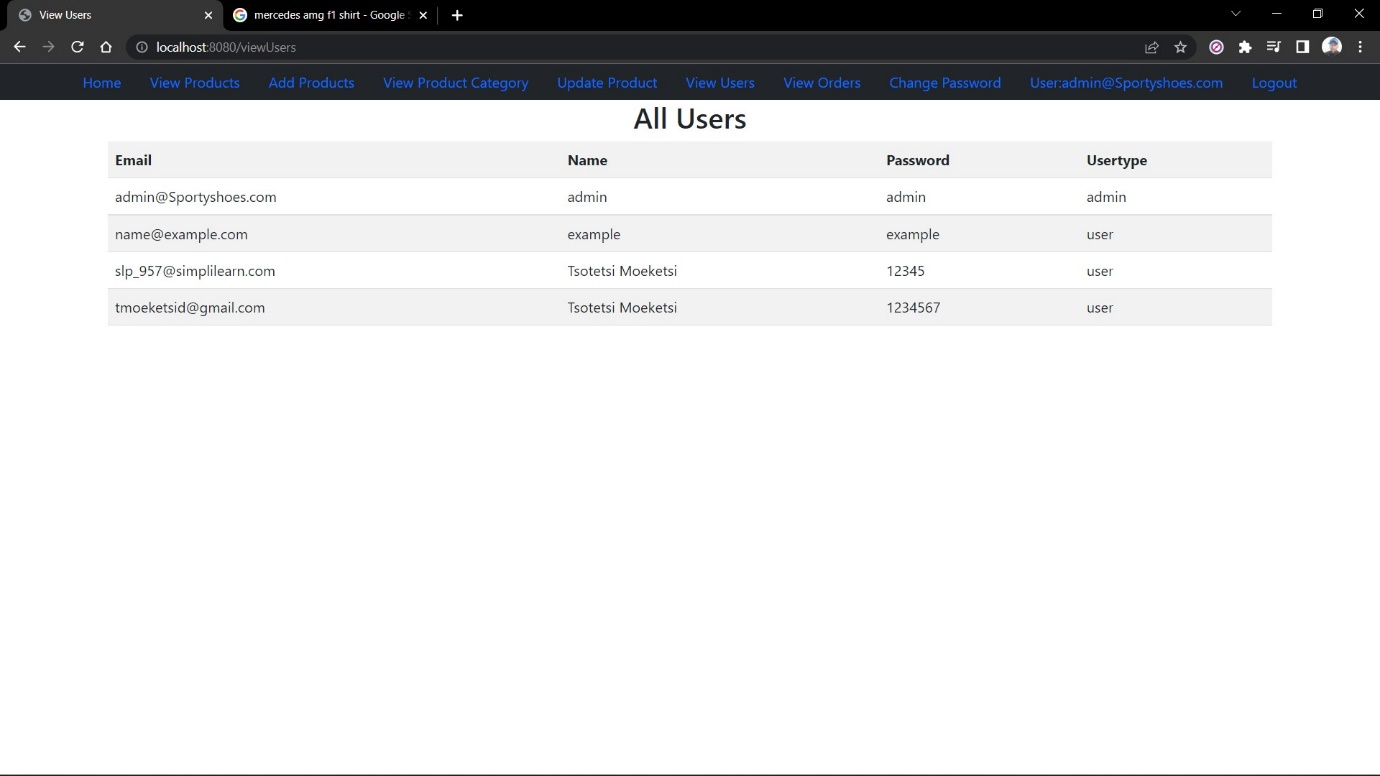 View Users
mercedes amg f1 shirt - Google
localhost:8080/viewUsers
Home View Products Add Products View Product Category Update Product View Users View Orders Change Password User:admin@Sportyshoes.com Logout
All Users
Email Name Password Usertype
admin@Sportyshoes.com admin admin admin
name@example.com example example user
slp_957@simplilearn.com Tsotetsi Moeketsi 12345 user
tmoeketsid@gmail.com Tsotetsi Moeketsi 1234567 user